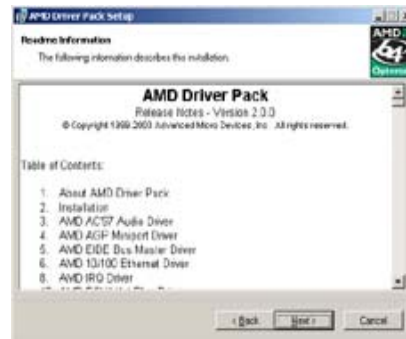 AMD Driver Pack Setup
Readme Information
The following information describes this installation.
AMD
64
Opteron
AMD Driver Pack
Release Notes - Version 2.0.0
© Copyright 1999-2003 Advanced Micro Devices, Inc. All rights reserved.
Table of Contents:
1. About AMD Driver Pack
2. Installation
3. AMD AC'97 Audio Driver
4. AMD AGP Miniport Driver
5. AMD EIDE Bus Master Driver
6. AMD 10/100 Ethernet Driver
8. AMD IRQ Driver
< Back
Next >
Cancel